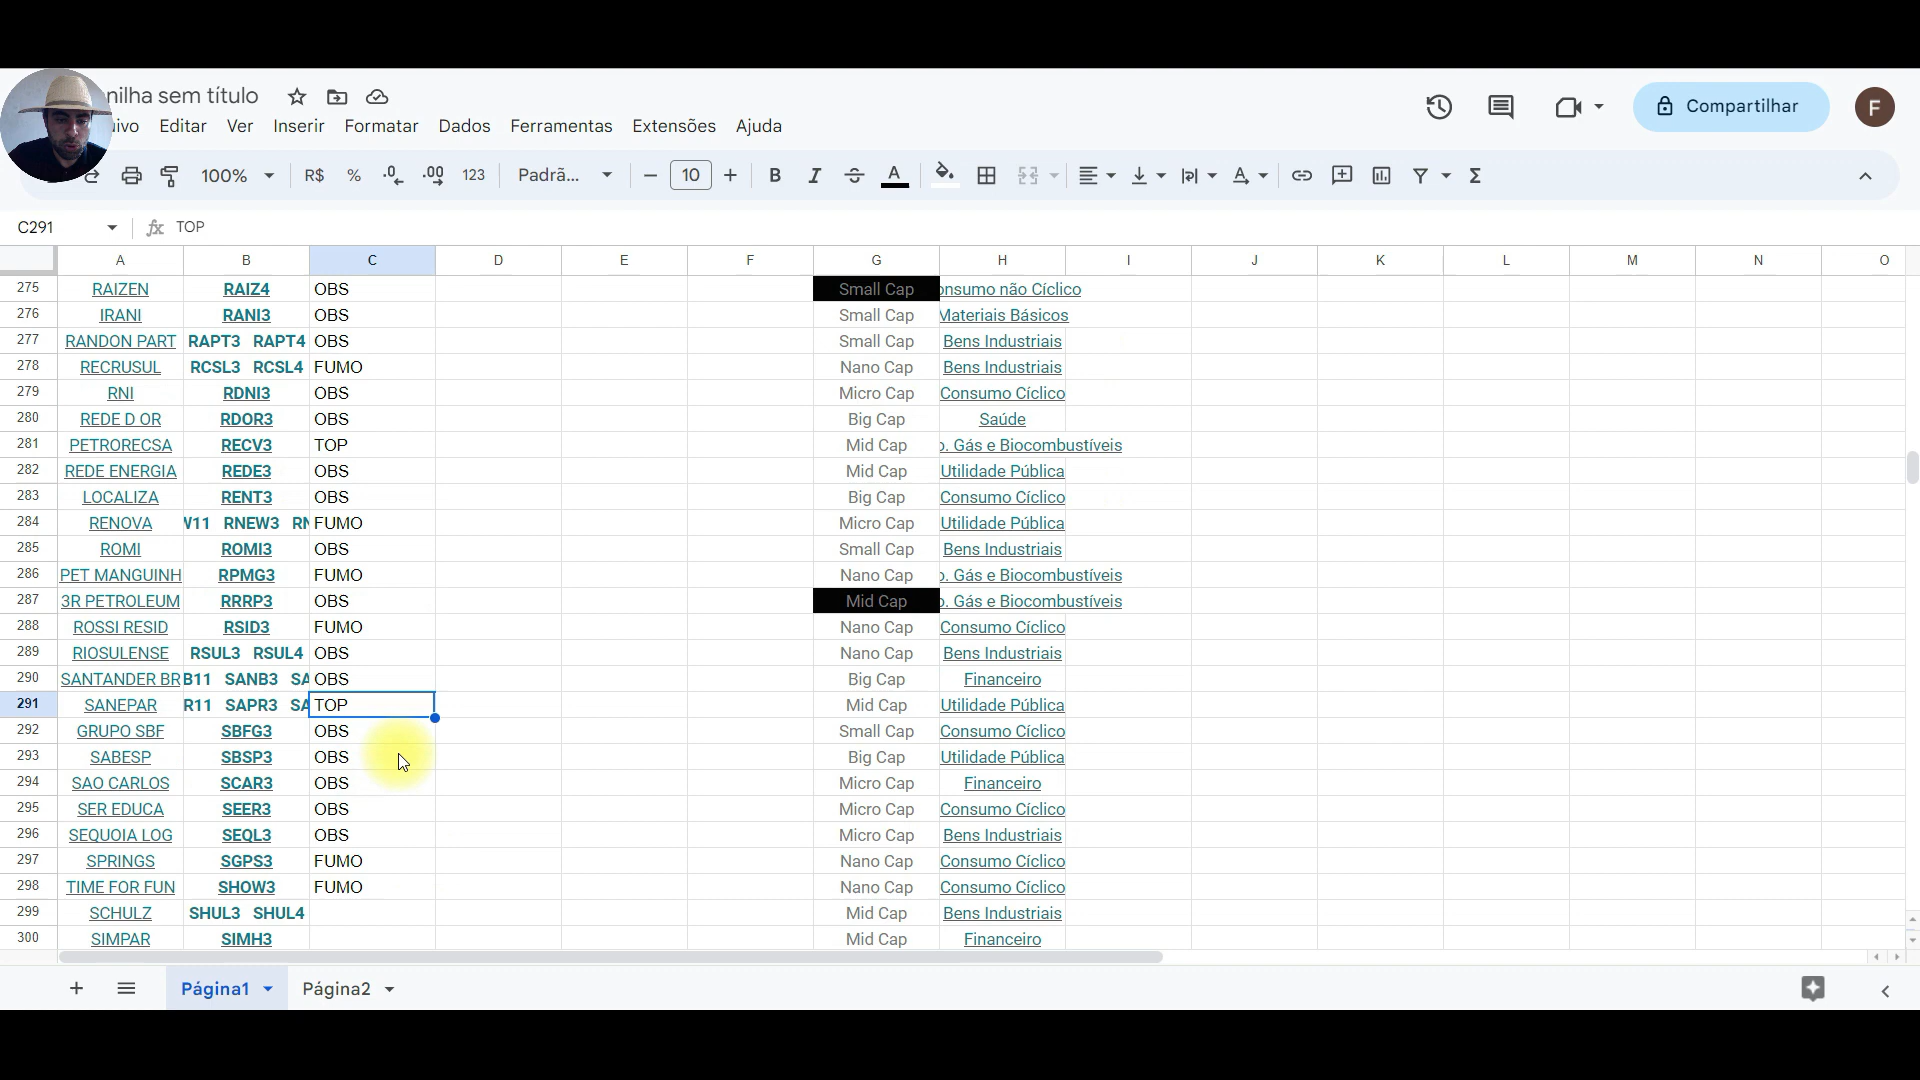 nilha sem título
ivo Editar Ver Inserir Formatar Dados Ferramentas Extensões Ajuda
Compartilhar
F
100% R$ % .0 .00 123 Padrã... 10 B I S A
C291 fx TOP
A B C D E F G H I J K L M N O
275 RAIZEN RAIZ4 OBS Small Cap onsumo não Cíclico
276 IRANI RANI3 OBS Small Cap Materiais Básicos
277 RANDON PART RAPT3 RAPT4 OBS Small Cap Bens Industriais
278 RECRUSUL RCSL3 RCSL4 FUMO Nano Cap Bens Industriais
279 RNI RDNI3 OBS Micro Cap Consumo Cíclico
280 REDE D OR RDOR3 OBS Big Cap Saúde
281 PETRORECSA RECV3 TOP Mid Cap o. Gás e Biocombustíveis
282 REDE ENERGIA REDE3 OBS Mid Cap Utilidade Pública
283 LOCALIZA RENT3 OBS Big Cap Consumo Cíclico
284 RENOVA W11 RNEW3 RN FUMO Micro Cap Utilidade Pública
285 ROMI ROMI3 OBS Small Cap Bens Industriais
286 PET MANGUINH RPMG3 FUMO Nano Cap o. Gás e Biocombustíveis
287 3R PETROLEUM RRRP3 OBS Mid Cap o. Gás e Biocombustíveis
288 ROSSI RESID RSID3 FUMO Nano Cap Consumo Cíclico
289 RIOSULENSE RSUL3 RSUL4 OBS Nano Cap Bens Industriais
290 SANTANDER BR B11 SANB3 SA OBS Big Cap Financeiro
291 SANEPAR R11 SAPR3 SA TOP Mid Cap Utilidade Pública
292 GRUPO SBF SBFG3 OBS Small Cap Consumo Cíclico
293 SABESP SBSP3 OBS Big Cap Utilidade Pública
294 SAO CARLOS SCAR3 OBS Micro Cap Financeiro
295 SER EDUCA SEER3 OBS Micro Cap Consumo Cíclico
296 SEQUOIA LOG SEQL3 OBS Micro Cap Bens Industriais
297 SPRINGS SGPS3 FUMO Nano Cap Consumo Cíclico
298 TIME FOR FUN SHOW3 FUMO Nano Cap Consumo Cíclico
299 SCHULZ SHUL3 SHUL4 Mid Cap Bens Industriais
300 SIMPAR SIMH3 Mid Cap Financeiro
Página1 Página2